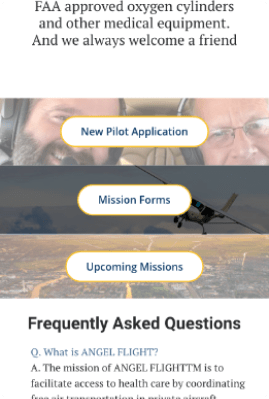 FAA approved oxygen cylinders
and other medical equipment.
And we always welcome a friend
New Pilot Application
Mission Forms
Upcoming Missions
Frequently Asked Questions
Q. What is ANGEL FLIGHT?
A. The mission of ANGEL FLIGHTTM is to
facilitate access to health care by coordinating
free air transportation in private aircraft